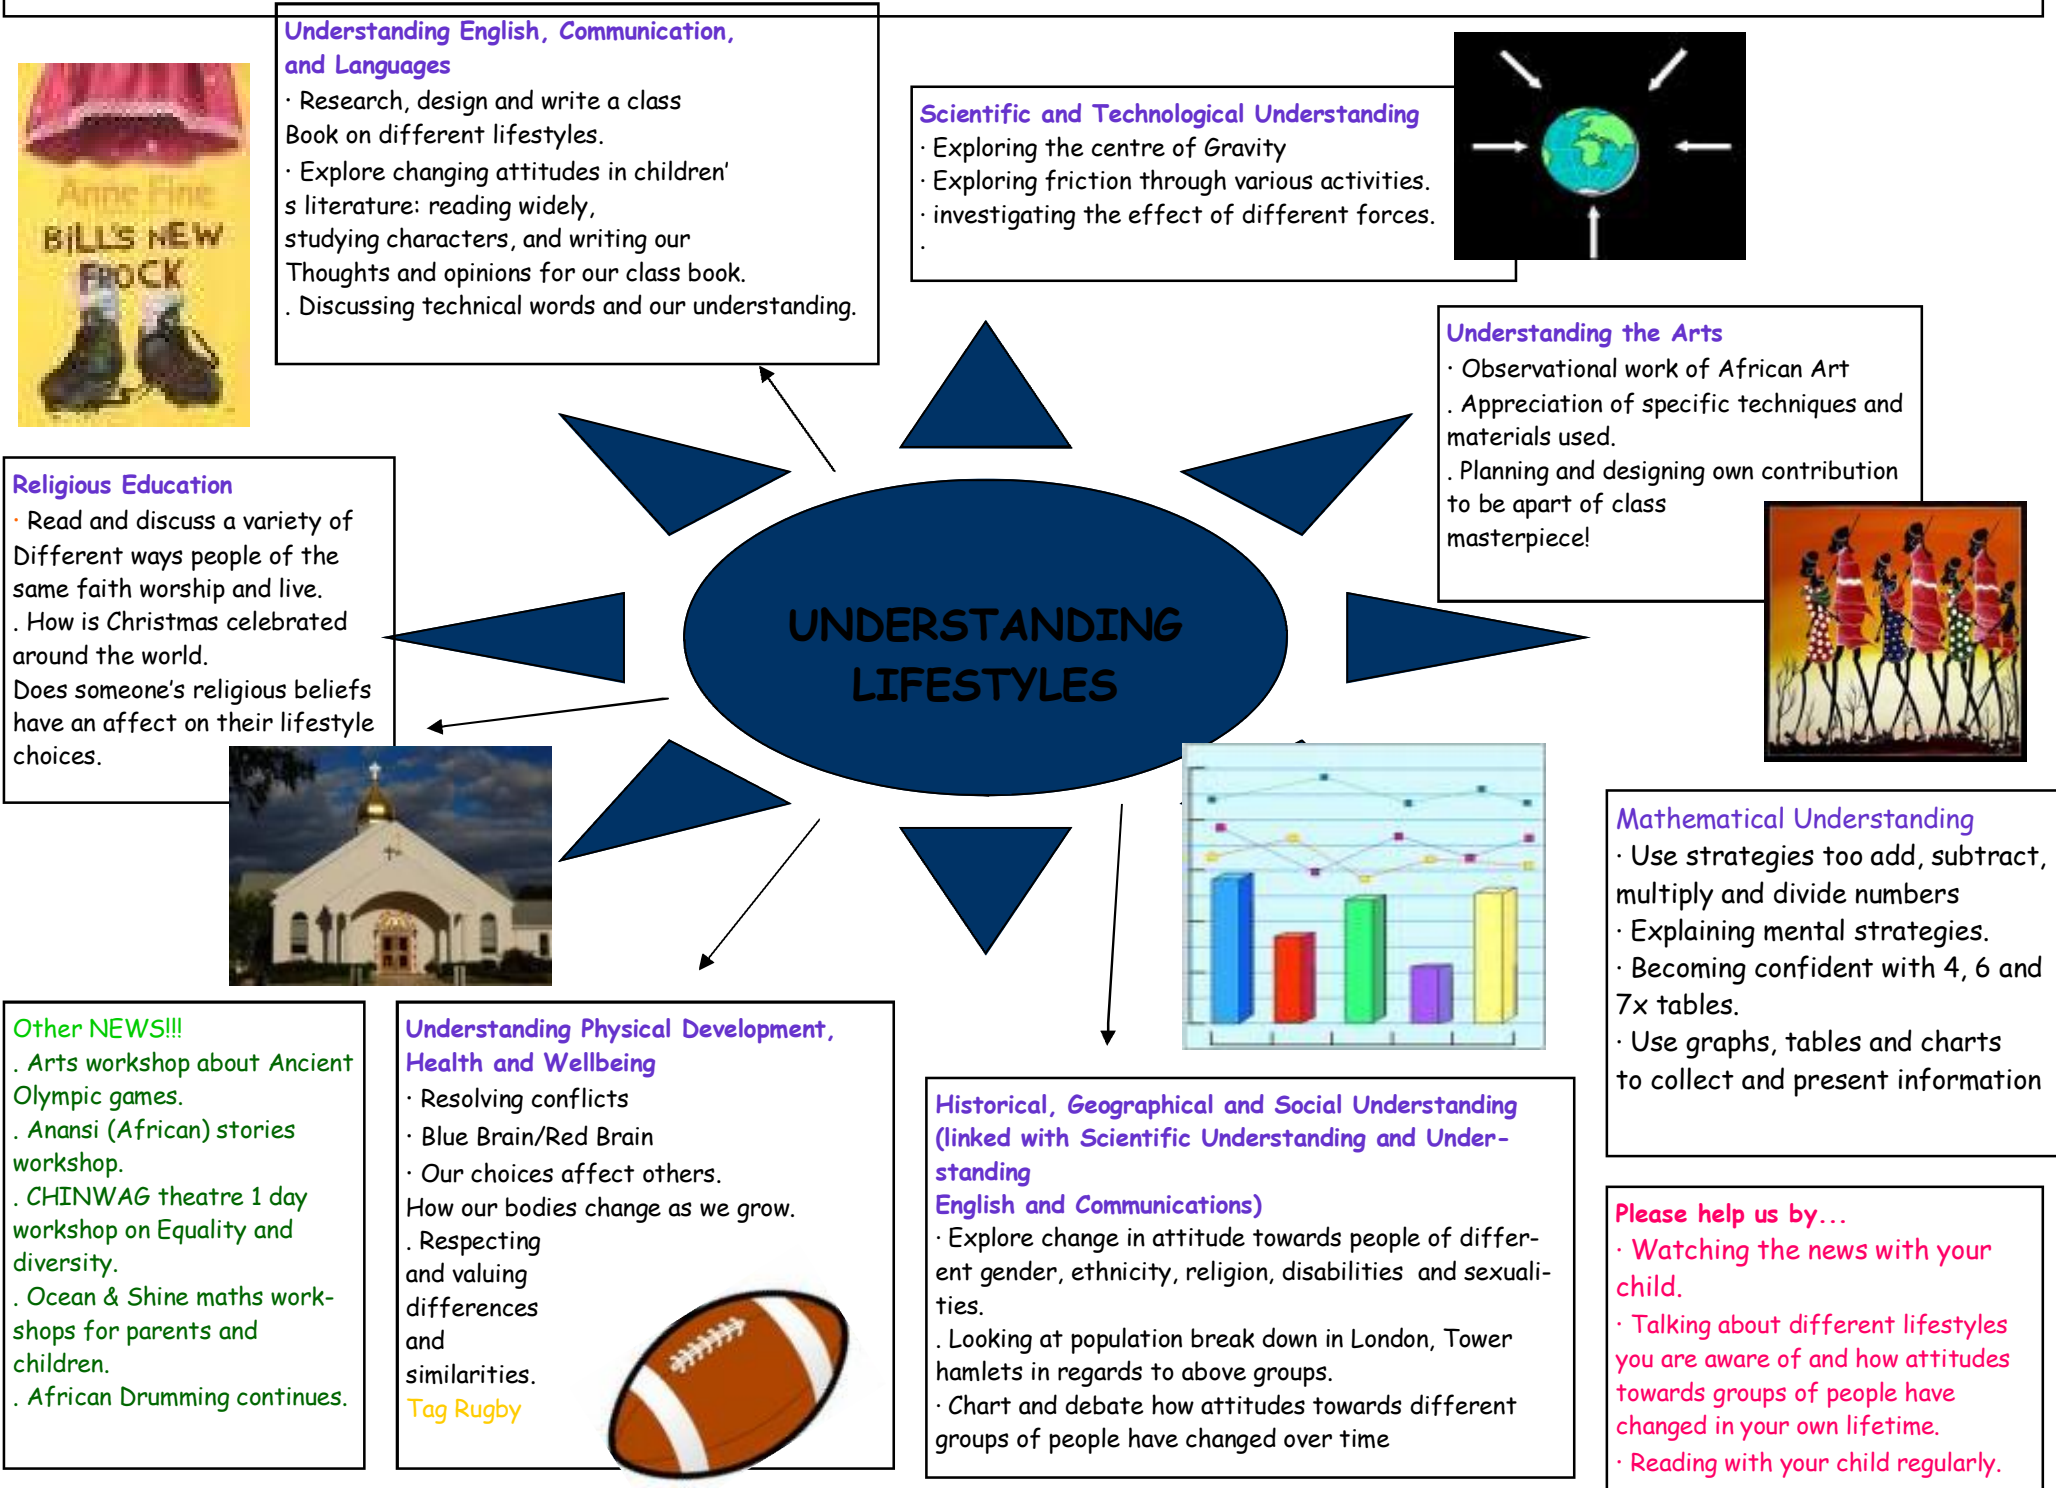 Understanding English, Communication,
and Languages
· Research, design and write a class
Book on different lifestyles.
· Explore changing attitudes in children’
s literature: reading widely,
studying characters, and writing our
Thoughts and opinions for our class book.
. Discussing technical words and our understanding.
Anne Fine
BILL'S NEW
FROCK
Scientific and Technological Understanding
· Exploring the centre of Gravity
· Exploring friction through various activities.
· investigating the effect of different forces.
·
Understanding the Arts
· Observational work of African Art
. Appreciation of specific techniques and
materials used.
. Planning and designing own contribution
to be apart of class
masterpiece!
Religious Education
· Read and discuss a variety of
Different ways people of the
same faith worship and live.
. How is Christmas celebrated
around the world.
Does someone’s religious beliefs
have an affect on their lifestyle
choices.
UNDERSTANDING
LIFESTYLES
Mathematical Understanding
· Use strategies too add, subtract,
multiply and divide numbers
· Explaining mental strategies.
· Becoming confident with 4, 6 and
7x tables.
· Use graphs, tables and charts
to collect and present information
Other NEWS!!!
. Arts workshop about Ancient
Olympic games.
. Anansi (African) stories
workshop.
. CHINWAG theatre 1 day
workshop on Equality and
diversity.
. Ocean & Shine maths work-
shops for parents and
children.
. African Drumming continues.
Understanding Physical Development,
Health and Wellbeing
· Resolving conflicts
· Blue Brain/Red Brain
· Our choices affect others.
How our bodies change as we grow.
. Respecting
and valuing
differences
and
similarities.
Tag Rugby
Historical, Geographical and Social Understanding
(linked with Scientific Understanding and Under-
standing
English and Communications)
· Explore change in attitude towards people of differ-
ent gender, ethnicity, religion, disabilities and sexuali-
ties.
. Looking at population break down in London, Tower
hamlets in regards to above groups.
· Chart and debate how attitudes towards different
groups of people have changed over time
Please help us by...
· Watching the news with your
child.
· Talking about different lifestyles
you are aware of and how attitudes
towards groups of people have
changed in your own lifetime.
· Reading with your child regularly.